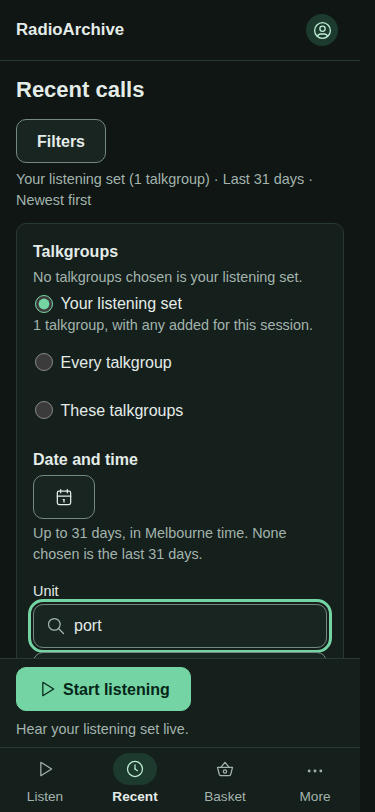 RadioArchive
Recent calls
Filters
Your listening set (1 talkgroup) · Last 31 days ·
Newest first
Talkgroups
No talkgroups chosen is your listening set.
Your listening set
1 talkgroup, with any added for this session.
Every talkgroup
These talkgroups
Date and time
Up to 31 days, in Melbourne time. None
chosen is the last 31 days.
Unit
port
Start listening
Hear your listening set live.
Listen
Recent
Basket
More